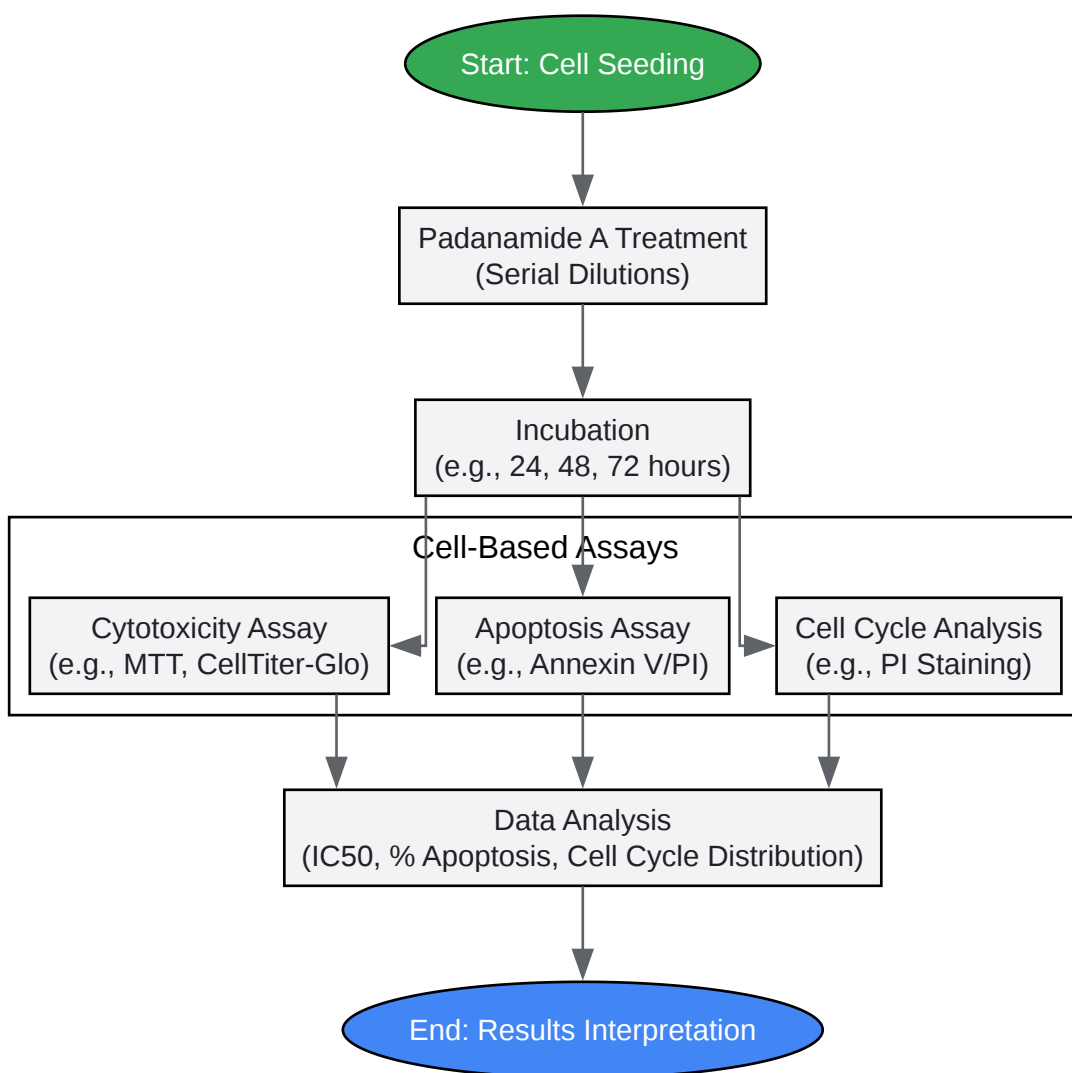 Start: Cell Seeding
Padanamide A Treatment
(Serial Dilutions)
Incubation
(e.g., 24, 48, 72 hours)
Cell-Based Assays
Cytotoxicity Assay
(e.g., MTT, CellTiter-Glo)
Apoptosis Assay
(e.g., Annexin V/PI)
Cell Cycle Analysis
(e.g., PI Staining)
Data Analysis
(IC50, % Apoptosis, Cell Cycle Distribution)
End: Results Interpretation